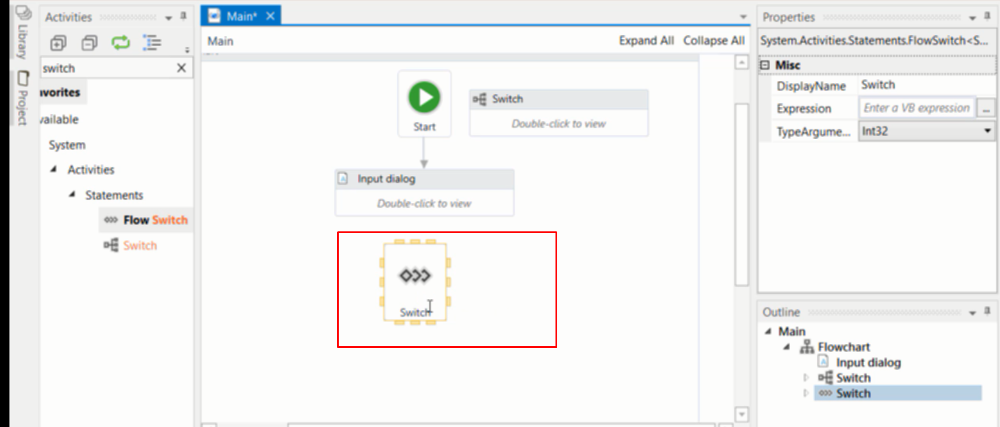 Library
Project
Activities
switch
avorites
vailable
System
Activities
Statements
Flow Switch
Switch
Main*
Main
Expand All Collapse All
Start
Switch
Double-click to view
Input dialog
Double-click to view
Switch
Properties
System.Activities.Statements.FlowSwitch<S...
Misc
DisplayName Switch
Expression Enter a VB expression ...
TypeArgume... Int32
Outline
Main
Flowchart
Input dialog
Switch
Switch